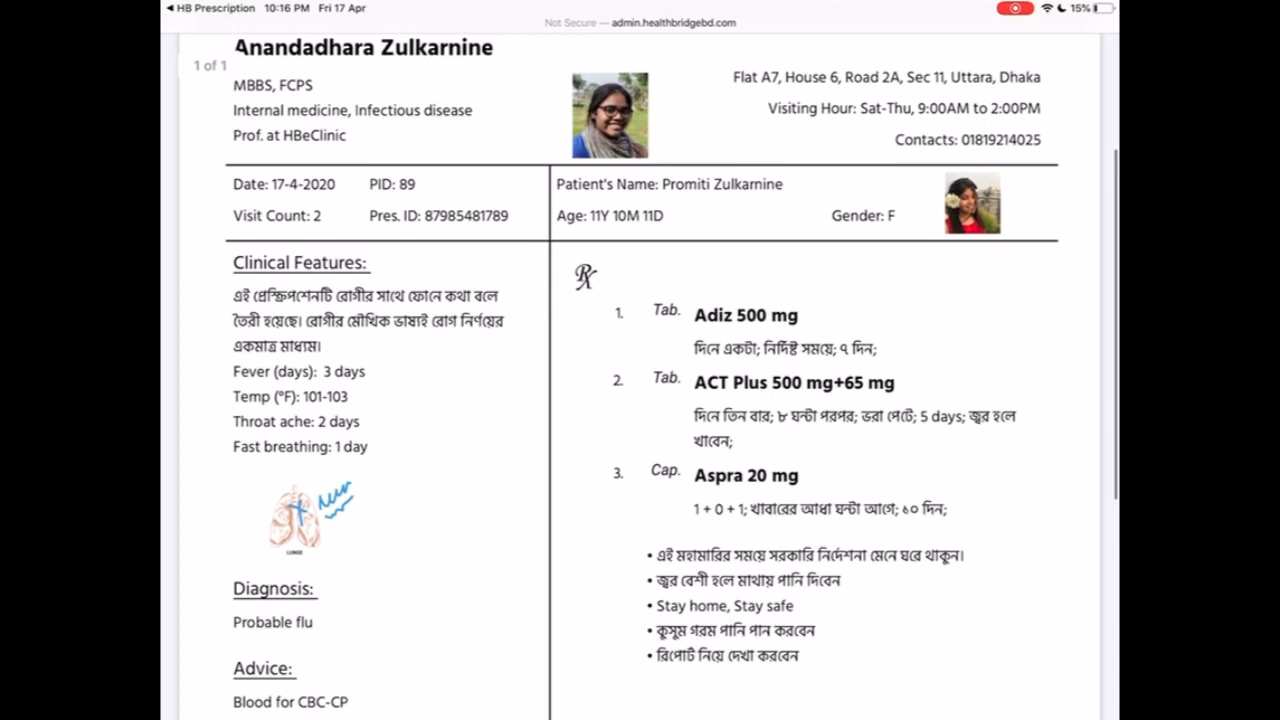 HB Prescription 10:16 PM Fri 17 Apr 15%
Not Secure — admin.healthbridgebd.com
1 of 1
Anandadhara Zulkarnine
MBBS, FCPS
Internal medicine, Infectious disease
Prof. at HBeClinic
Flat A7, House 6, Road 2A, Sec 11, Uttara, Dhaka
Visiting Hour: Sat-Thu, 9:00AM to 2:00PM
Contacts: 01819214025
Date: 17-4-2020 PID: 89
Visit Count: 2 Pres. ID: 87985481789
Patient's Name: Promiti Zulkarnine
Age: 11Y 10M 11D Gender: F
Clinical Features:
এই প্রেস্ক্রিপশেনটি রোগীর সাথে ফোনে কথা বলে
তৈরী হয়েছে। রোগীর মৌখিক ভাষ্যই রোগ নির্ণয়ের
একমাত্র মাধ্যম।
Fever (days): 3 days
Temp (°F): 101-103
Throat ache: 2 days
Fast breathing: 1 day
LUNGS
Diagnosis:
Probable flu
Advice:
Blood for CBC-CP
Rx
1. Tab. Adiz 500 mg
দিনে একটা; নির্দিষ্ট সময়ে; ৭ দিন;
2. Tab. ACT Plus 500 mg+65 mg
দিনে তিন বার; ৮ ঘন্টা পরপর; ভরা পেটে; 5 days; জ্বর হলে
খাবেন;
3. Cap. Aspra 20 mg
1 + 0 + 1; খাবারের আধা ঘন্টা আগে; ১০ দিন;
• এই মহামারির সময়ে সরকারি নির্দেশনা মেনে ঘরে থাকুন।
• জ্বর বেশী হলে মাথায় পানি দিবেন
• Stay home, Stay safe
• কুসুম গরম পানি পান করবেন
• রিপোর্ট নিয়ে দেখা করবেন